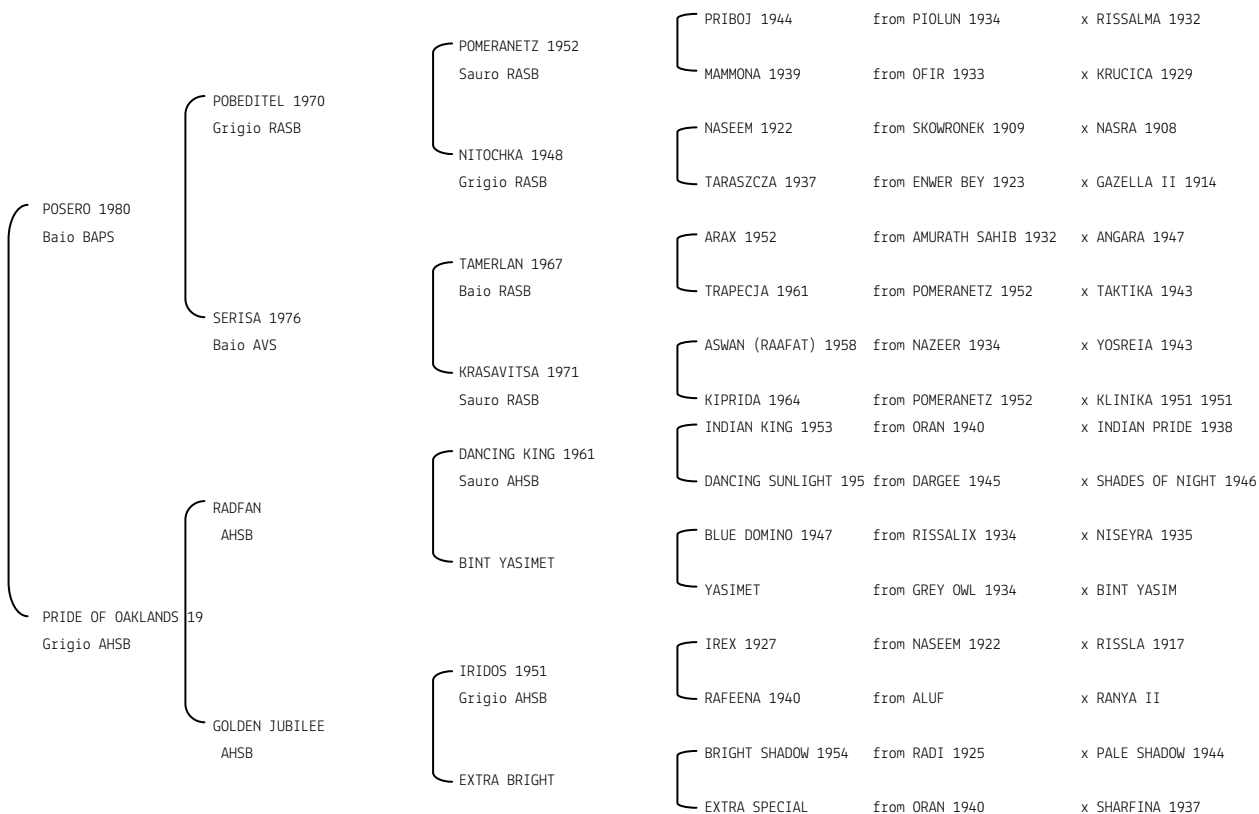 PRIBOJ 1944 from PIOLUN 1934 x RISSALMA 1932
POMERANETZ 1952
Sauro RASB
MAMMONA 1939 from OFIR 1933 x KRUCICA 1929
POBEDITEL 1970
Grigio RASB
NASEEM 1922 from SKOWRONEK 1909 x NASRA 1908
NITOCHKA 1948
Grigio RASB
TARASZCZA 1937 from ENWER BEY 1923 x GAZELLA II 1914
POSERO 1980
Baio BAPS
ARAX 1952 from AMURATH SAHIB 1932 x ANGARA 1947
TAMERLAN 1967
Baio RASB
TRAPECJA 1961 from POMERANETZ 1952 x TAKTIKA 1943
SERISA 1976
Baio AVS
ASWAN (RAAFAT) 1958 from NAZEER 1934 x YOSREIA 1943
KRASAVITSA 1971
Sauro RASB
KIPRIDA 1964 from POMERANETZ 1952 x KLINIKA 1951 1951
INDIAN KING 1953 from ORAN 1940 x INDIAN PRIDE 1938
DANCING KING 1961
Sauro AHSB
DANCING SUNLIGHT 195 from DARGEE 1945 x SHADES OF NIGHT 1946
RADFAN
AHSB
BLUE DOMINO 1947 from RISSALIX 1934 x NISEYRA 1935
BINT YASIMET
YASIMET from GREY OWL 1934 x BINT YASIM
PRIDE OF OAKLANDS 19
Grigio AHSB
IREX 1927 from NASEEM 1922 x RISSLA 1917
IRIDOS 1951
Grigio AHSB
RAFEENA 1940 from ALUF x RANYA II
GOLDEN JUBILEE
AHSB
BRIGHT SHADOW 1954 from RADI 1925 x PALE SHADOW 1944
EXTRA BRIGHT
EXTRA SPECIAL from ORAN 1940 x SHARFINA 1937